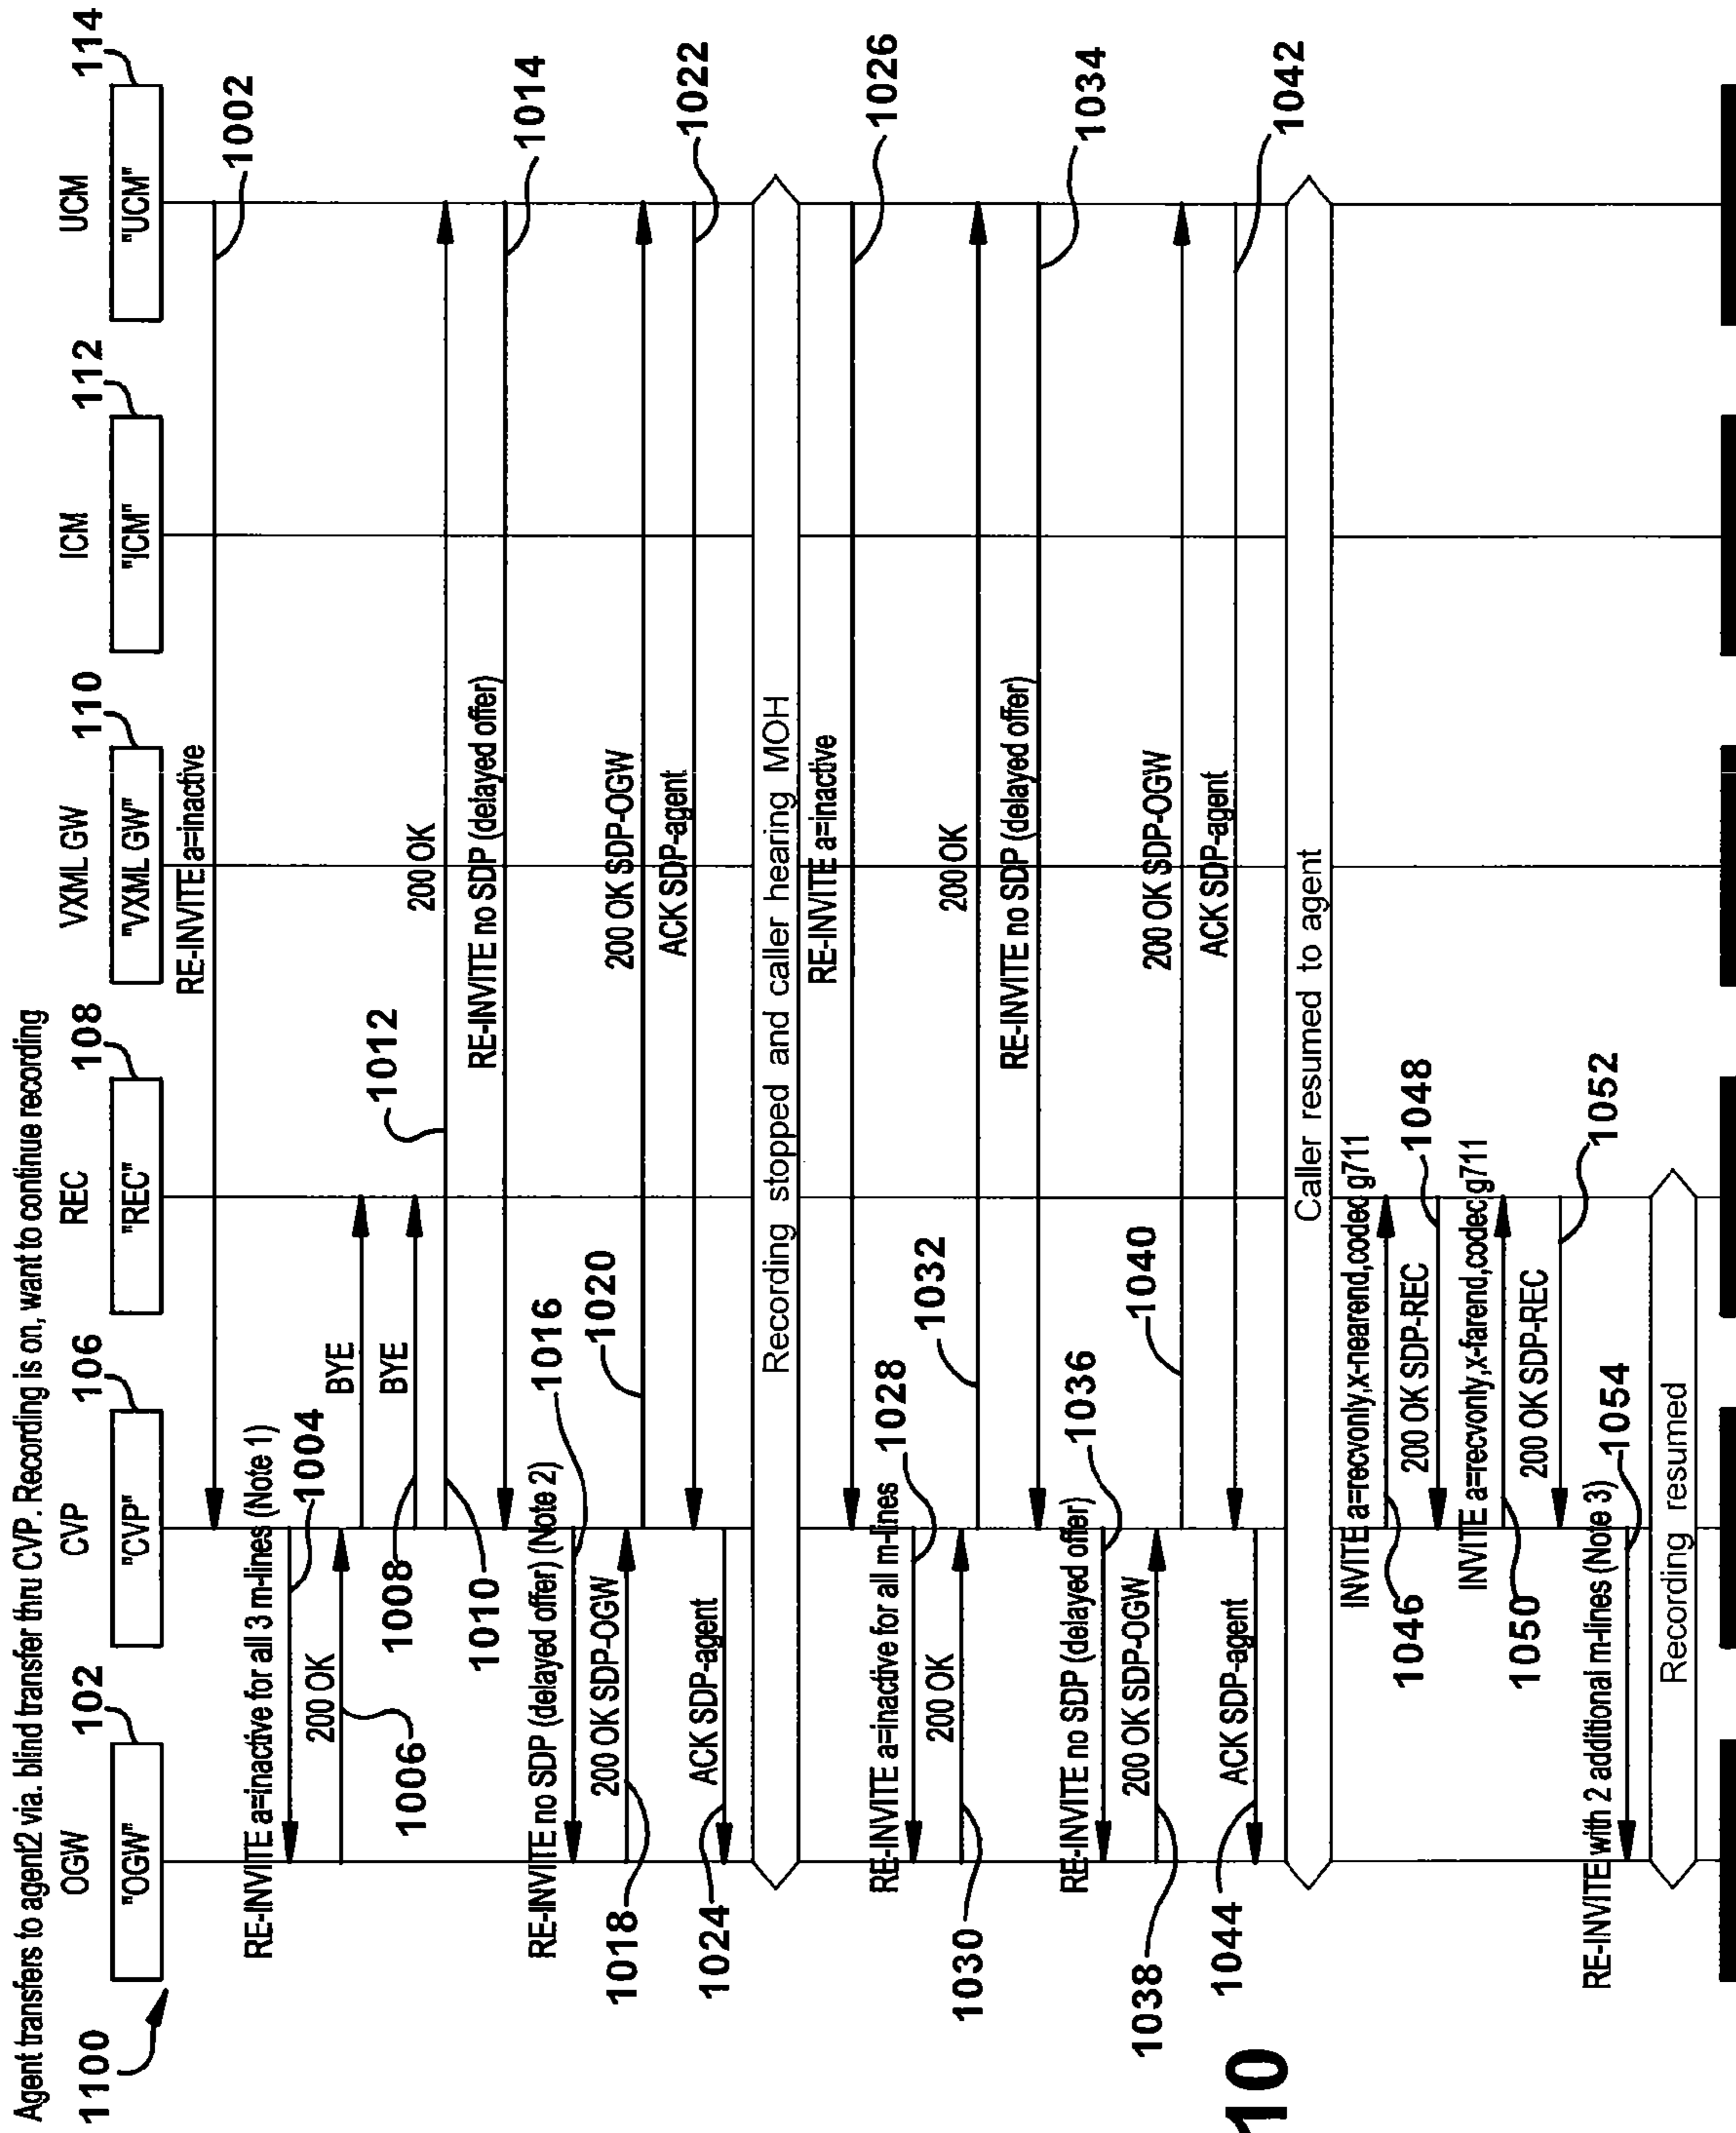 Agent transfers to agent2 via. blind transfer thru CVP. Recording is on, want to continue recording
1100
OGW
102
CVP
106
REC
108
VXML GW
110
ICM
112
UCM
114
"OGW"
"CVP"
"REC"
"VXML GW"
"ICM"
"UCM"
RE-INVITE a=inactive
1002
RE-INVITE a=inactive for all 3 m-lines (Note 1)
1004
200 OK
1006
BYE
BYE
1008
1010
1012
200 OK
RE-INVITE no SDP (delayed offer)
1014
RE-INVITE no SDP (delayed offer) (Note 2)
1016
200 OK SDP-OGW
1018
1020
200 OK SDP-OGW
ACK SDP-agent
1022
ACK SDP-agent
1024
Recording stopped and caller hearing MOH
RE-INVITE a=inactive
1026
RE-INVITE a=inactive for all m-lines
1028
200 OK
1030
1032
200 OK
RE-INVITE no SDP (delayed offer)
1034
RE-INVITE no SDP (delayed offer)
1036
200 OK SDP-OGW
1038
1040
200 OK SDP-OGW
ACK SDP-agent
1042
ACK SDP-agent
1044
Caller resumed to agent
INVITE a=recvonly,x-nearend,codec g711
1046
200 OK SDP-REC
1048
INVITE a=recvonly,x-farend,codec g711
1050
200 OK SDP-REC
1052
RE-INVITE with 2 additional m-lines (Note 3)
1054
Recording resumed
10